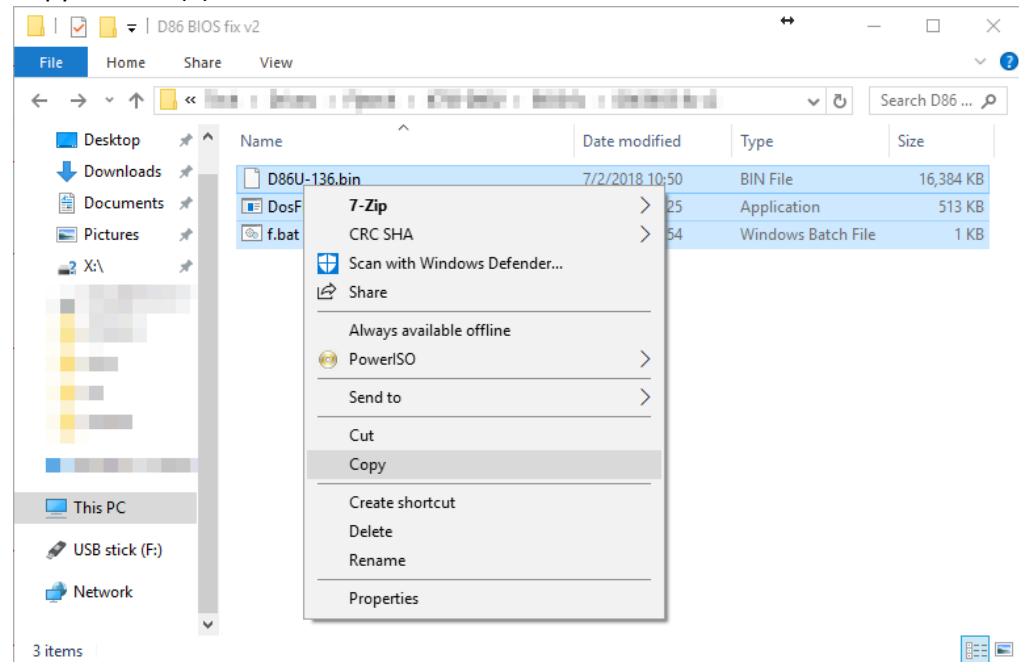 D86 BIOS fix v2
File Home Share View
« Search D86 ...
Name Date modified Type Size
Desktop
Downloads
Documents
Pictures
X:\
This PC
USB stick (F:)
Network
D86U-136.bin 7/2/2018 10:50 BIN File 16,384 KB
DosF 25 Application 513 KB
f.bat 54 Windows Batch File 1 KB
7-Zip
CRC SHA
Scan with Windows Defender...
Share
Always available offline
PowerISO
Send to
Cut
Copy
Create shortcut
Delete
Rename
Properties
3 items